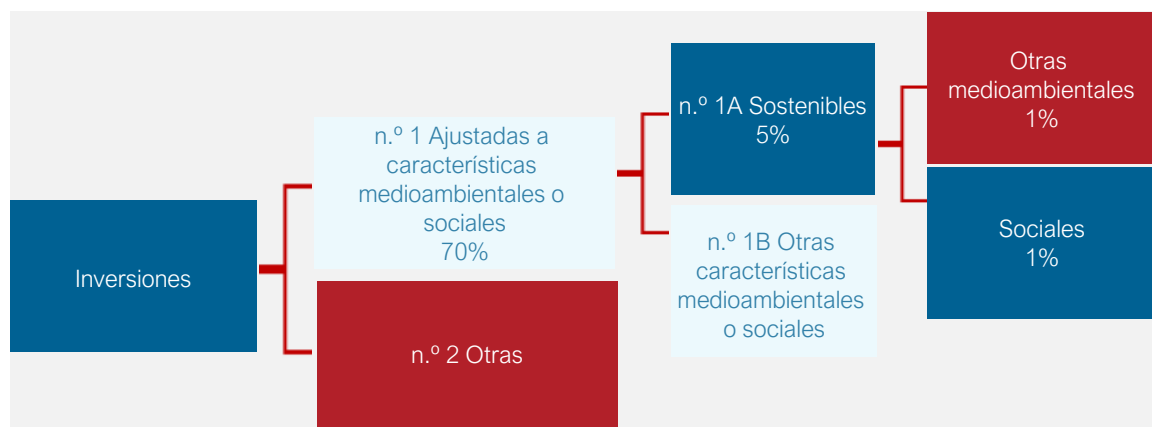 Inversiones
n.º 1 Ajustadas a
características
medioambientales o
sociales
70%
n.º 2 Otras
n.º 1A Sostenibles
5%
n.º 1B Otras
características
medioambientales
o sociales
Otras
medioambientales
1%
Sociales
1%